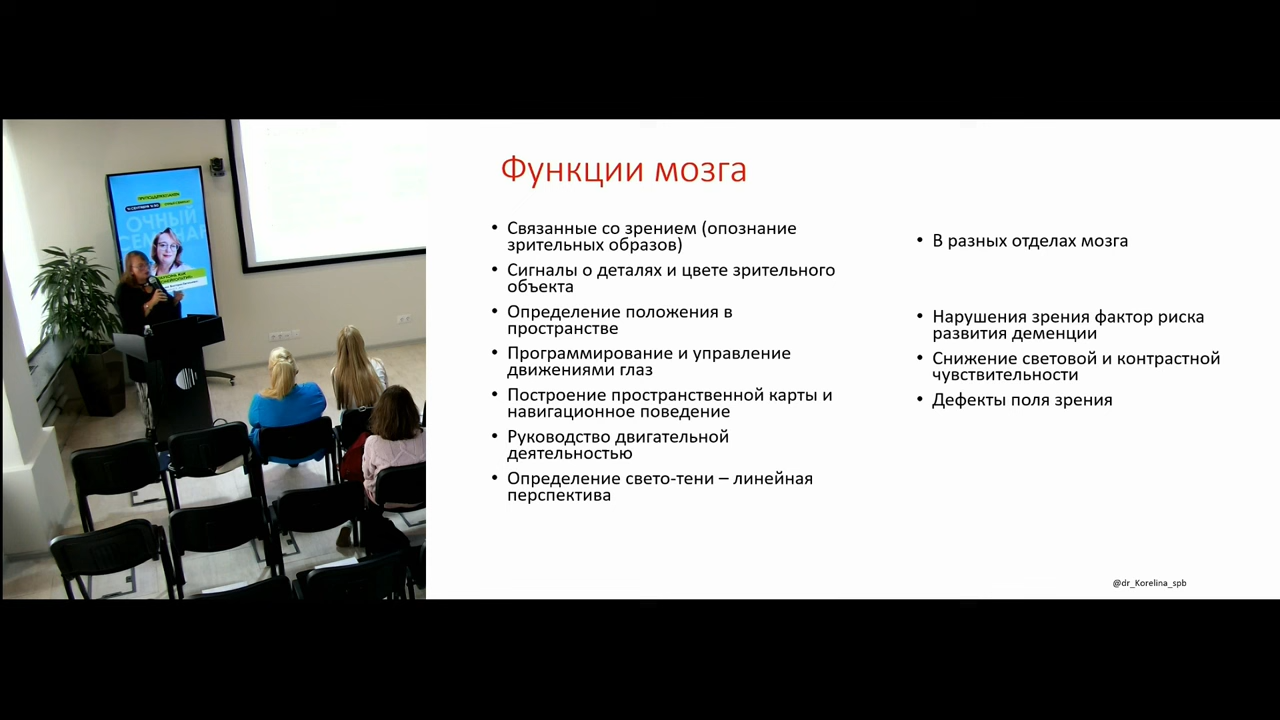 ОЧНЫЙ
СЕМИНАР
Функции мозга
• Связанные со зрением (опознание
зрительных образов)
• Сигналы о деталях и цвете зрительного
объекта
• Определение положения в
пространстве
• Программирование и управление
движениями глаз
• Построение пространственной карты и
навигационное поведение
• Руководство двигательной
деятельностью
• Определение свето-тени – линейная
перспектива
• В разных отделах мозга
• Нарушения зрения фактор риска
развития деменции
• Снижение световой и контрастной
чувствительности
• Дефекты поля зрения
@dr_Korelina_spb